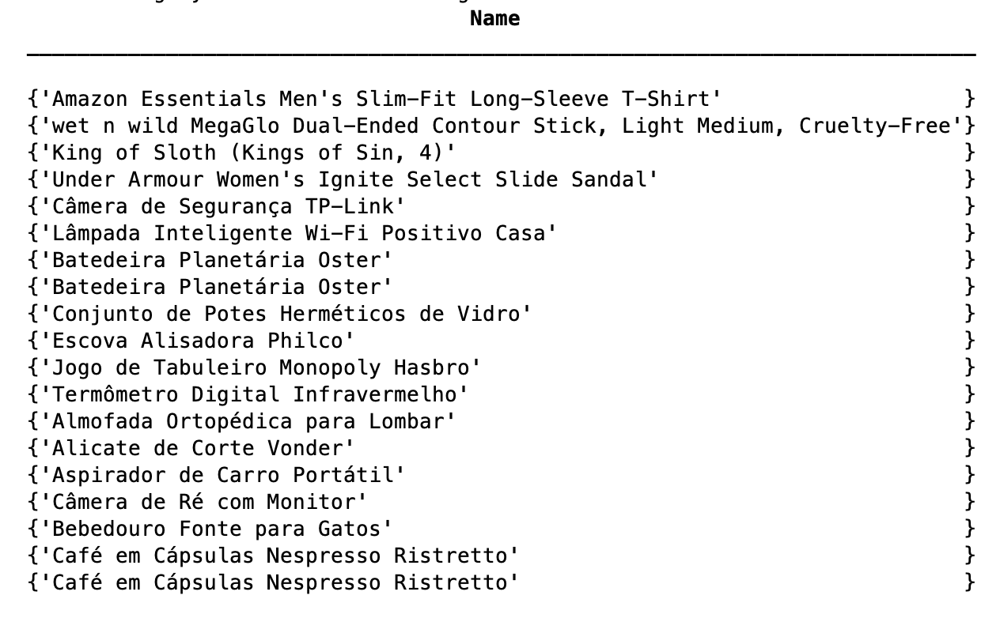 Name
{'Amazon Essentials Men's Slim-Fit Long-Sleeve T-Shirt' }
{'wet n wild MegaGlo Dual-Ended Contour Stick, Light Medium, Cruelty-Free'}
{'King of Sloth (Kings of Sin, 4)' }
{'Under Armour Women's Ignite Select Slide Sandal' }
{'Câmera de Segurança TP-Link' }
{'Lâmpada Inteligente Wi-Fi Positivo Casa' }
{'Batedeira Planetária Oster' }
{'Batedeira Planetária Oster' }
{'Conjunto de Potes Herméticos de Vidro' }
{'Escova Alisadora Philco' }
{'Jogo de Tabuleiro Monopoly Hasbro' }
{'Termômetro Digital Infravermelho' }
{'Almofada Ortopédica para Lombar' }
{'Alicate de Corte Vonder' }
{'Aspirador de Carro Portátil' }
{'Câmera de Ré com Monitor' }
{'Bebedouro Fonte para Gatos' }
{'Café em Cápsulas Nespresso Ristretto' }
{'Café em Cápsulas Nespresso Ristretto' }